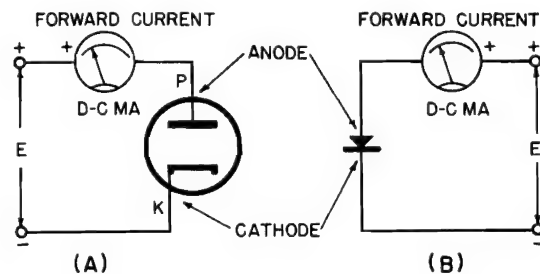 FORWARD CURRENT
+ +
D-C MA
P
E
K
–
(A)
ANODE
CATHODE
FORWARD CURRENT
+ +
D-C MA
E
–
(B)